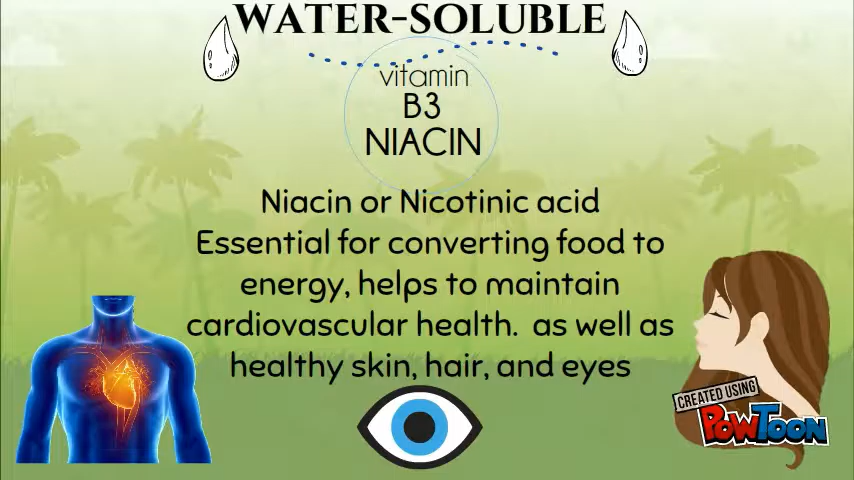 WATER-SOLUBLE
vitamin
B3
NIACIN
Niacin or Nicotinic acid
Essential for converting food to
energy, helps to maintain
cardiovascular health.  as well as
healthy skin, hair, and eyes
CREATED USING
POWTOON